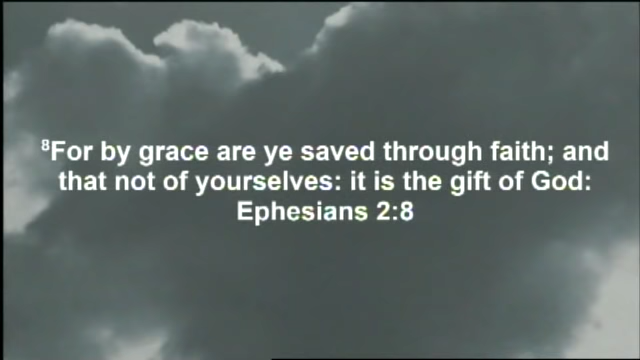 ⁸For by grace are ye saved through faith; and
that not of yourselves: it is the gift of God:
Ephesians 2:8